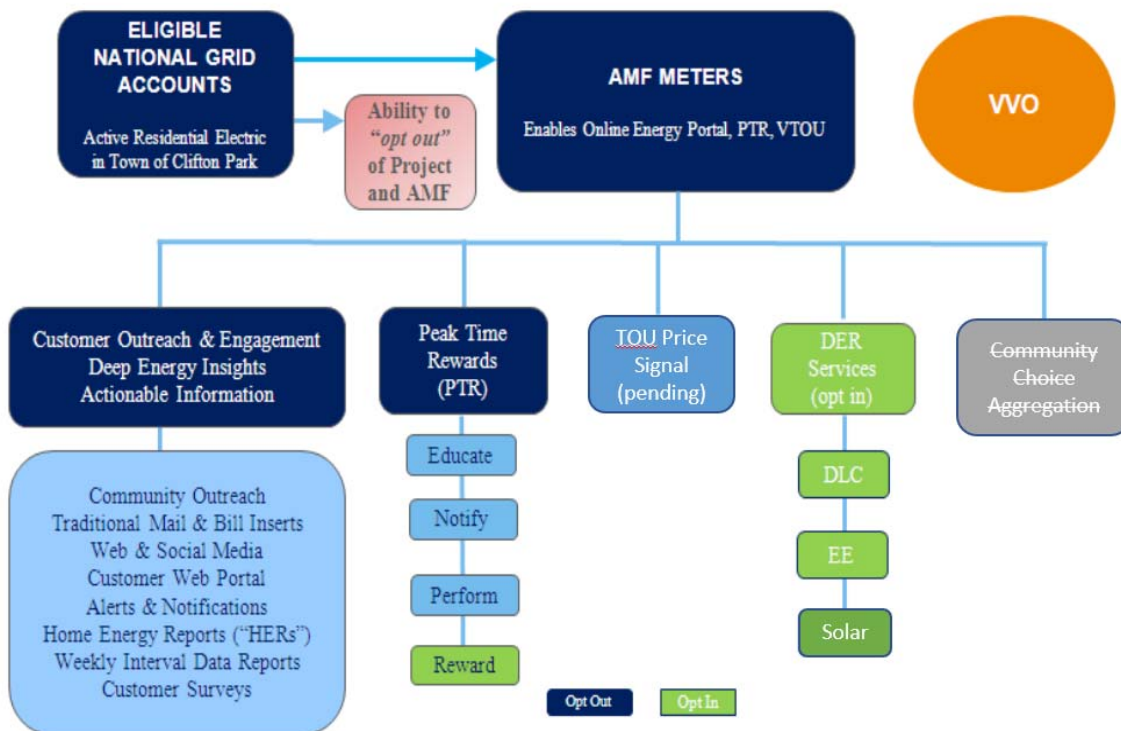 ELIGIBLE
NATIONAL GRID
ACCOUNTS
Active Residential Electric
in Town of Clifton Park
Ability to
“opt out”
of Project
and AMF
AMF METERS
Enables Online Energy Portal, PTR, VTOU
VVO
Customer Outreach & Engagement
Deep Energy Insights
Actionable Information
Community Outreach
Traditional Mail & Bill Inserts
Web & Social Media
Customer Web Portal
Alerts & Notifications
Home Energy Reports (“HERs”)
Weekly Interval Data Reports
Customer Surveys
Peak Time
Rewards
(PTR)
Educate
Notify
Perform
Reward
TOU Price
Signal
(pending)
DER
Services
(opt in)
DLC
EE
Solar
Community
Choice
Aggregation
Opt Out
Opt In